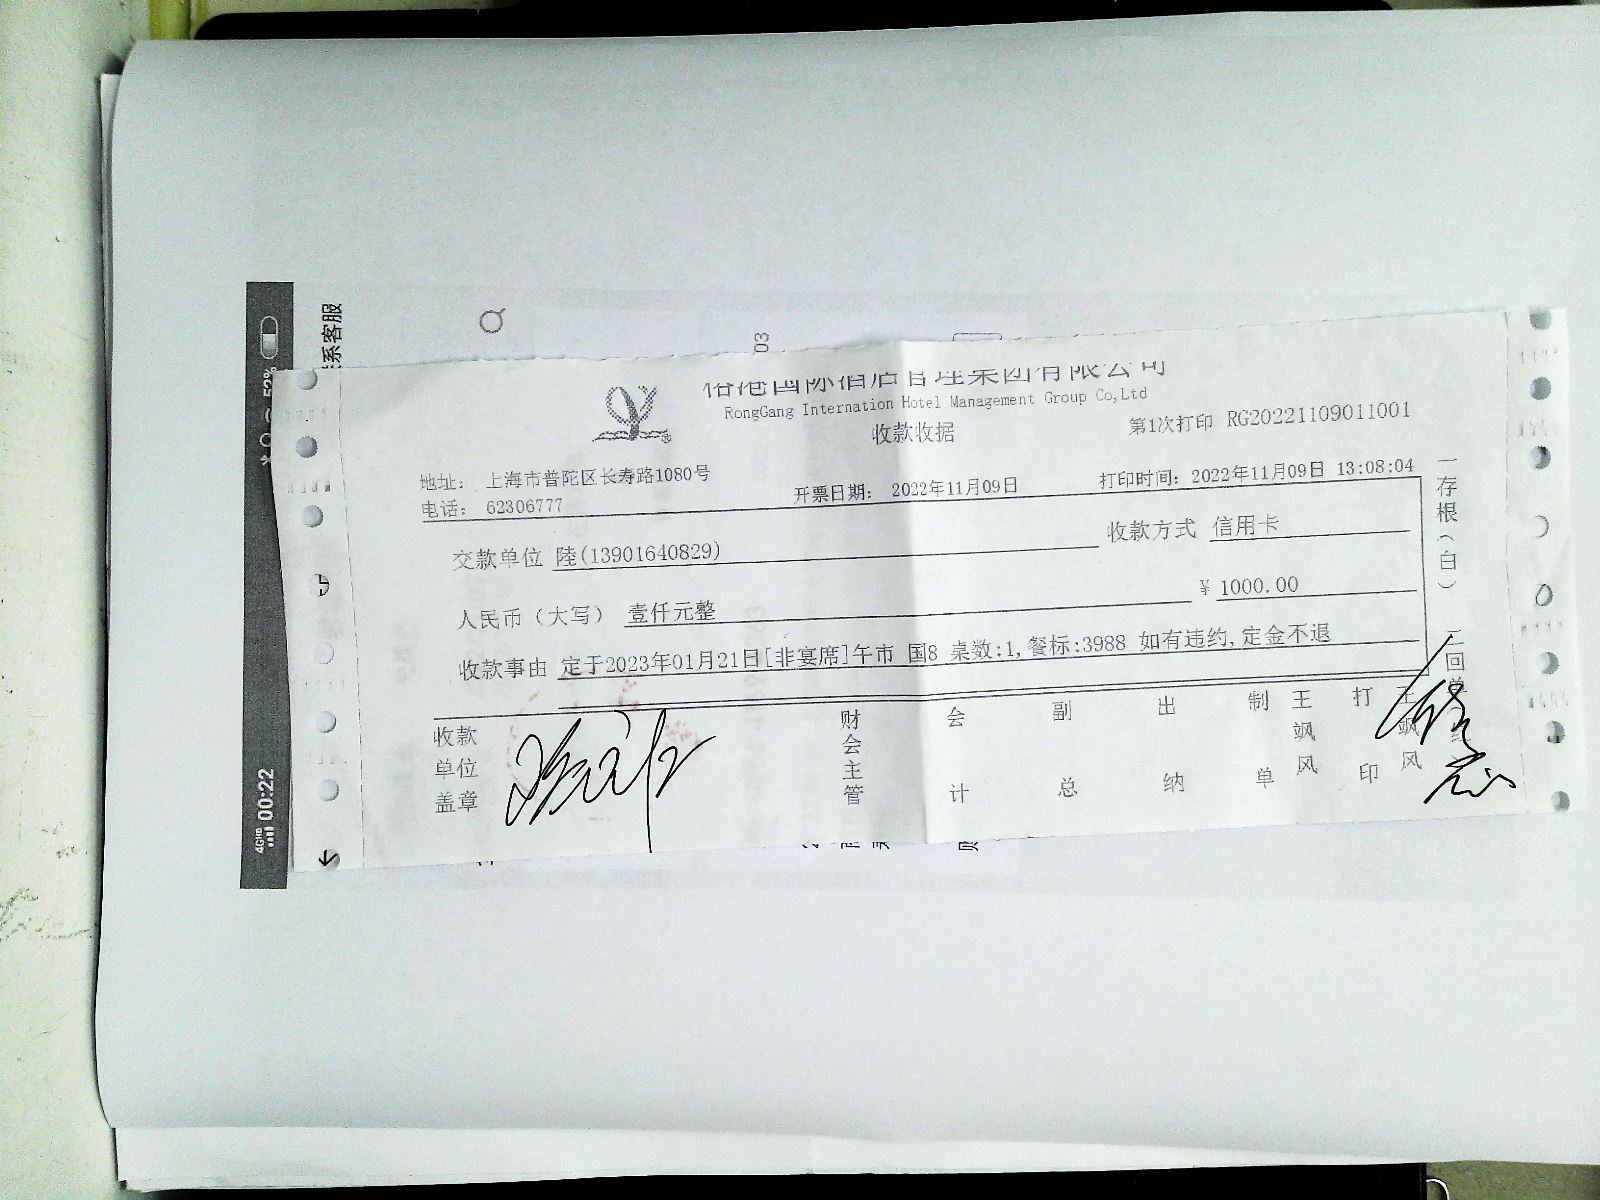 国际酒店管理集团有限公司
RongGang Internation Hotel Management Group Co,Ltd
收款收据
第1次打印 RG20221109011001
地址: 上海市普陀区长寿路1080号
电话: 62306777
开票日期: 2022年11月09日
打印时间: 2022年11月09日 13:08:04
交款单位 陸(13901640829)
收款方式 信用卡
人民币（大写） 壹仟元整
¥ 1000.00
收款事由 定于2023年01月21日[非宴席]午市 国8 桌数:1,餐标:3988 如有违约,定金不退
收款单位盖章
财会主管
会计
副总
出纳
制单
王飒风
打印
王飒风
一存根(白)
二回单
4GHD 00:22
52%
系客服
03